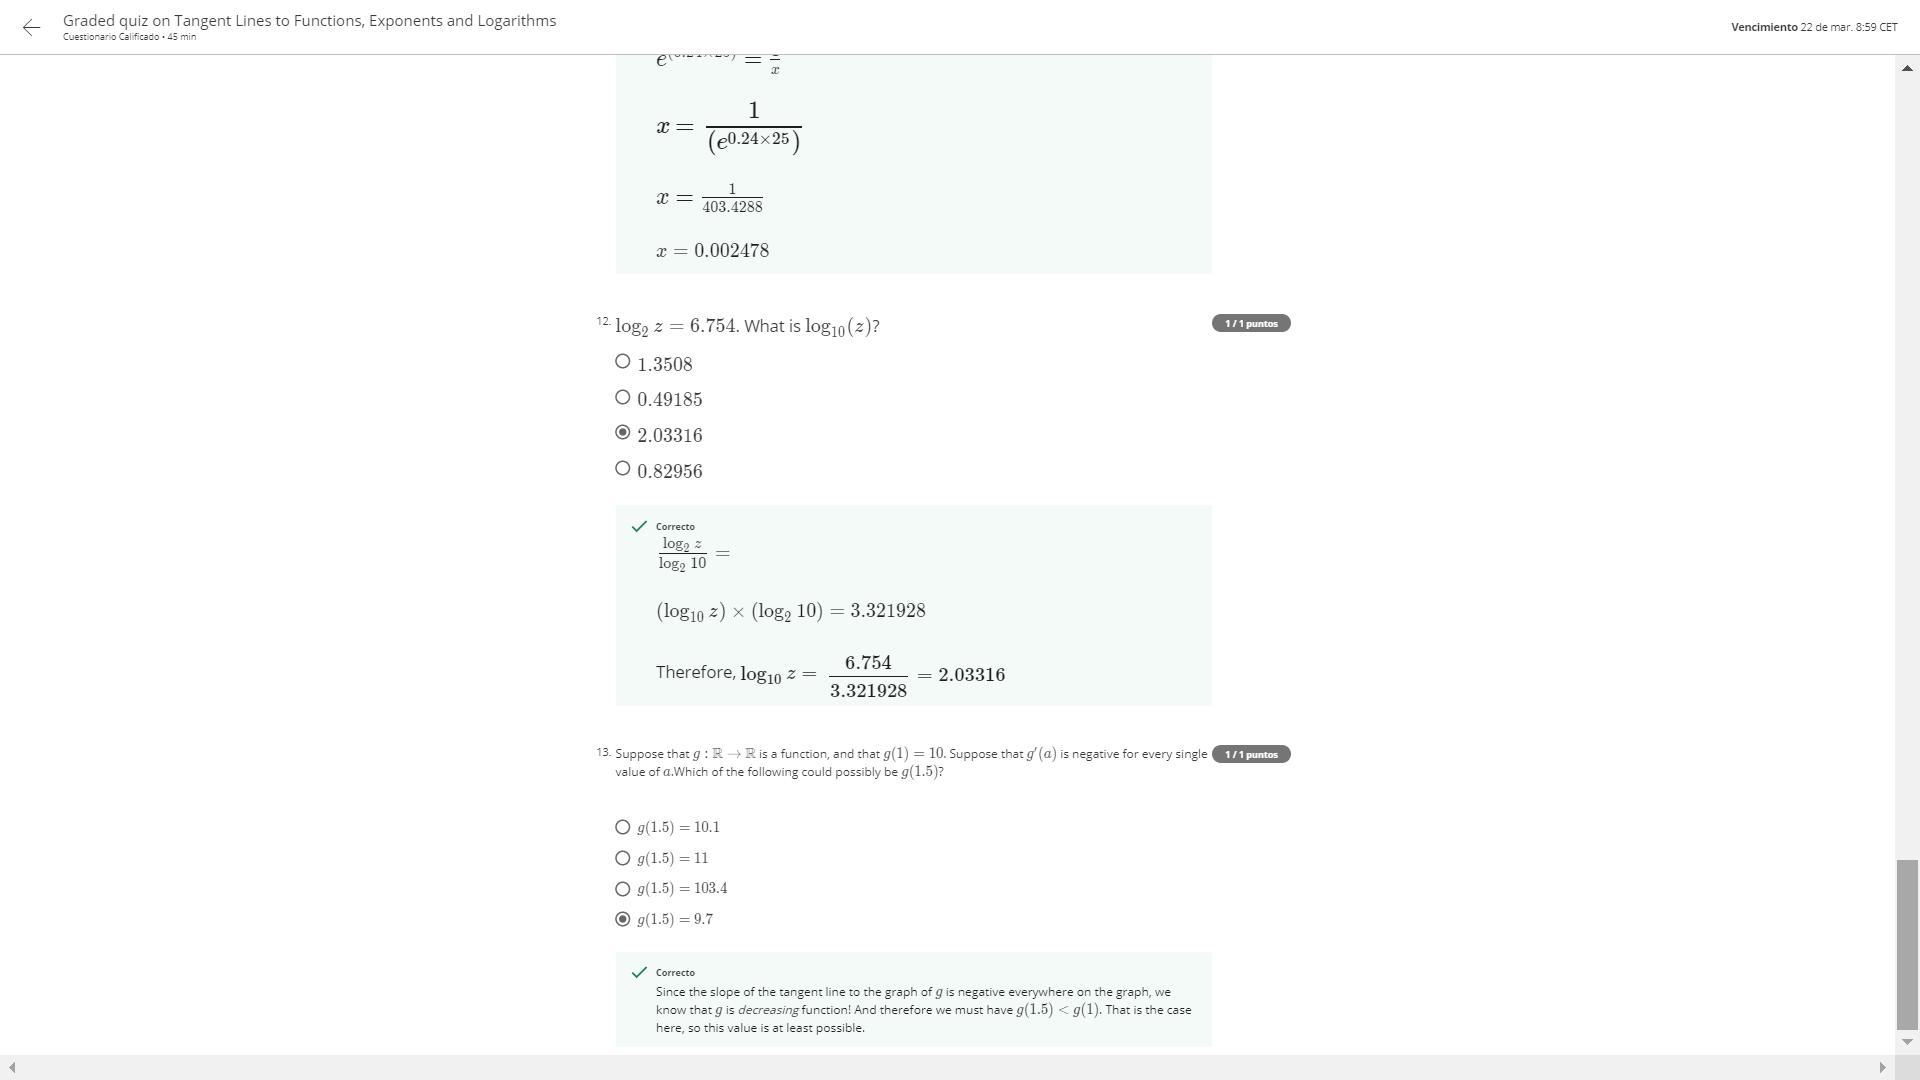 Graded quiz on Tangent Lines to Functions, Exponents and Logarithms
Cuestionario Calificado • 45 min
Vencimiento 22 de mar. 8:59 CET
x = 1 / (e^{0.24×25})
x = 1 / 403.4288
x = 0.002478
12. log₂ z = 6.754. What is log₁₀(z)?
1 / 1 puntos
1.3508
0.49185
2.03316
0.82956
Correcto
log₂ z / log₂ 10 =
(log₁₀ z) × (log₂ 10) = 3.321928
Therefore, log₁₀ z = 6.754 / 3.321928 = 2.03316
13. Suppose that g : ℝ → ℝ is a function, and that g(1) = 10. Suppose that g′(a) is negative for every single
1 / 1 puntos
value of a.Which of the following could possibly be g(1.5)?
g(1.5) = 10.1
g(1.5) = 11
g(1.5) = 103.4
g(1.5) = 9.7
Correcto
Since the slope of the tangent line to the graph of g is negative everywhere on the graph, we
know that g is decreasing function! And therefore we must have g(1.5) < g(1). That is the case
here, so this value is at least possible.